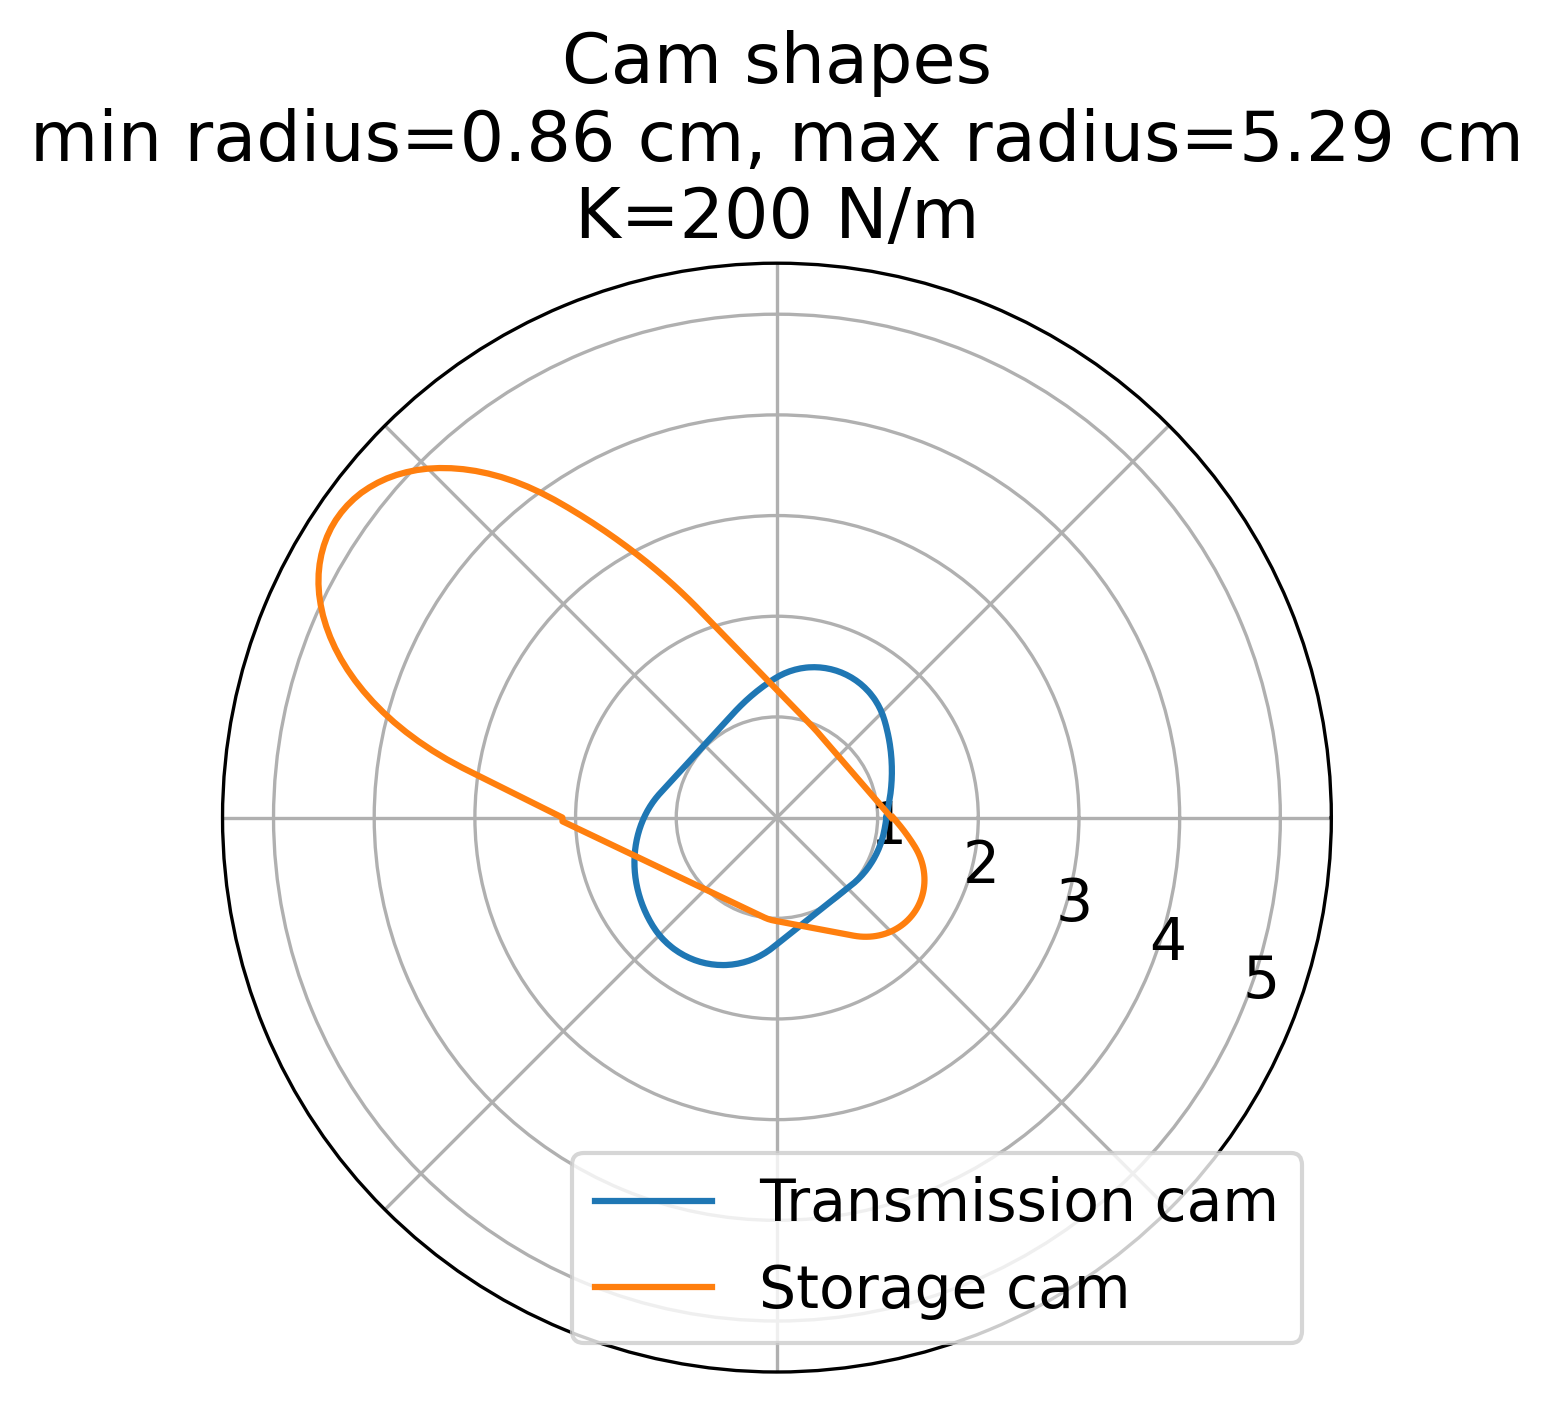 Cam shapes
min radius=0.86 cm, max radius=5.29 cm
K=200 N/m
1
2
3
4
5
Transmission cam
Storage cam